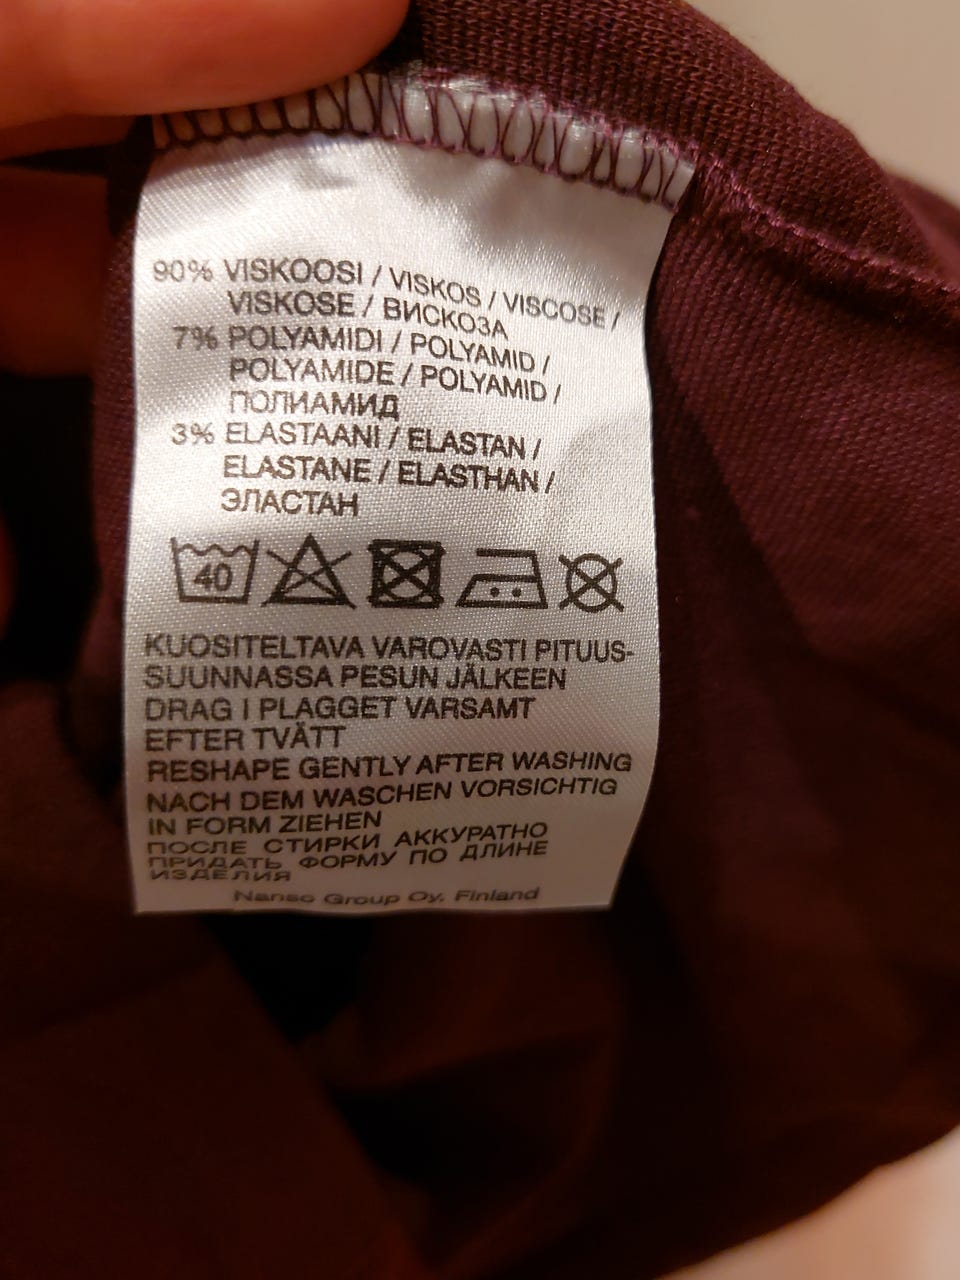 90% VISKOOSI / VISKOS / VISCOSE /
VISKOSE / ВИСКОЗА
7% POLYAMIDI / POLYAMID /
POLYAMIDE / POLYAMID /
ПОЛИАМИД
3% ELASTAANI / ELASTAN /
ELASTANE / ELASTHAN /
ЭЛАСТАН
40
KUOSITELTAVA VAROVASTI PITUUS-
SUUNNASSA PESUN JÄLKEEN
DRAG I PLAGGET VARSAMT
EFTER TVÄTT
RESHAPE GENTLY AFTER WASHING
NACH DEM WASCHEN VORSICHTIG
IN FORM ZIEHEN
ПОСЛЕ СТИРКИ АККУРАТНО
ПРИДАТЬ ФОРМУ ПО ДЛИНЕ
ИЗДЕЛИЯ
Nanso Group Oy, Finland